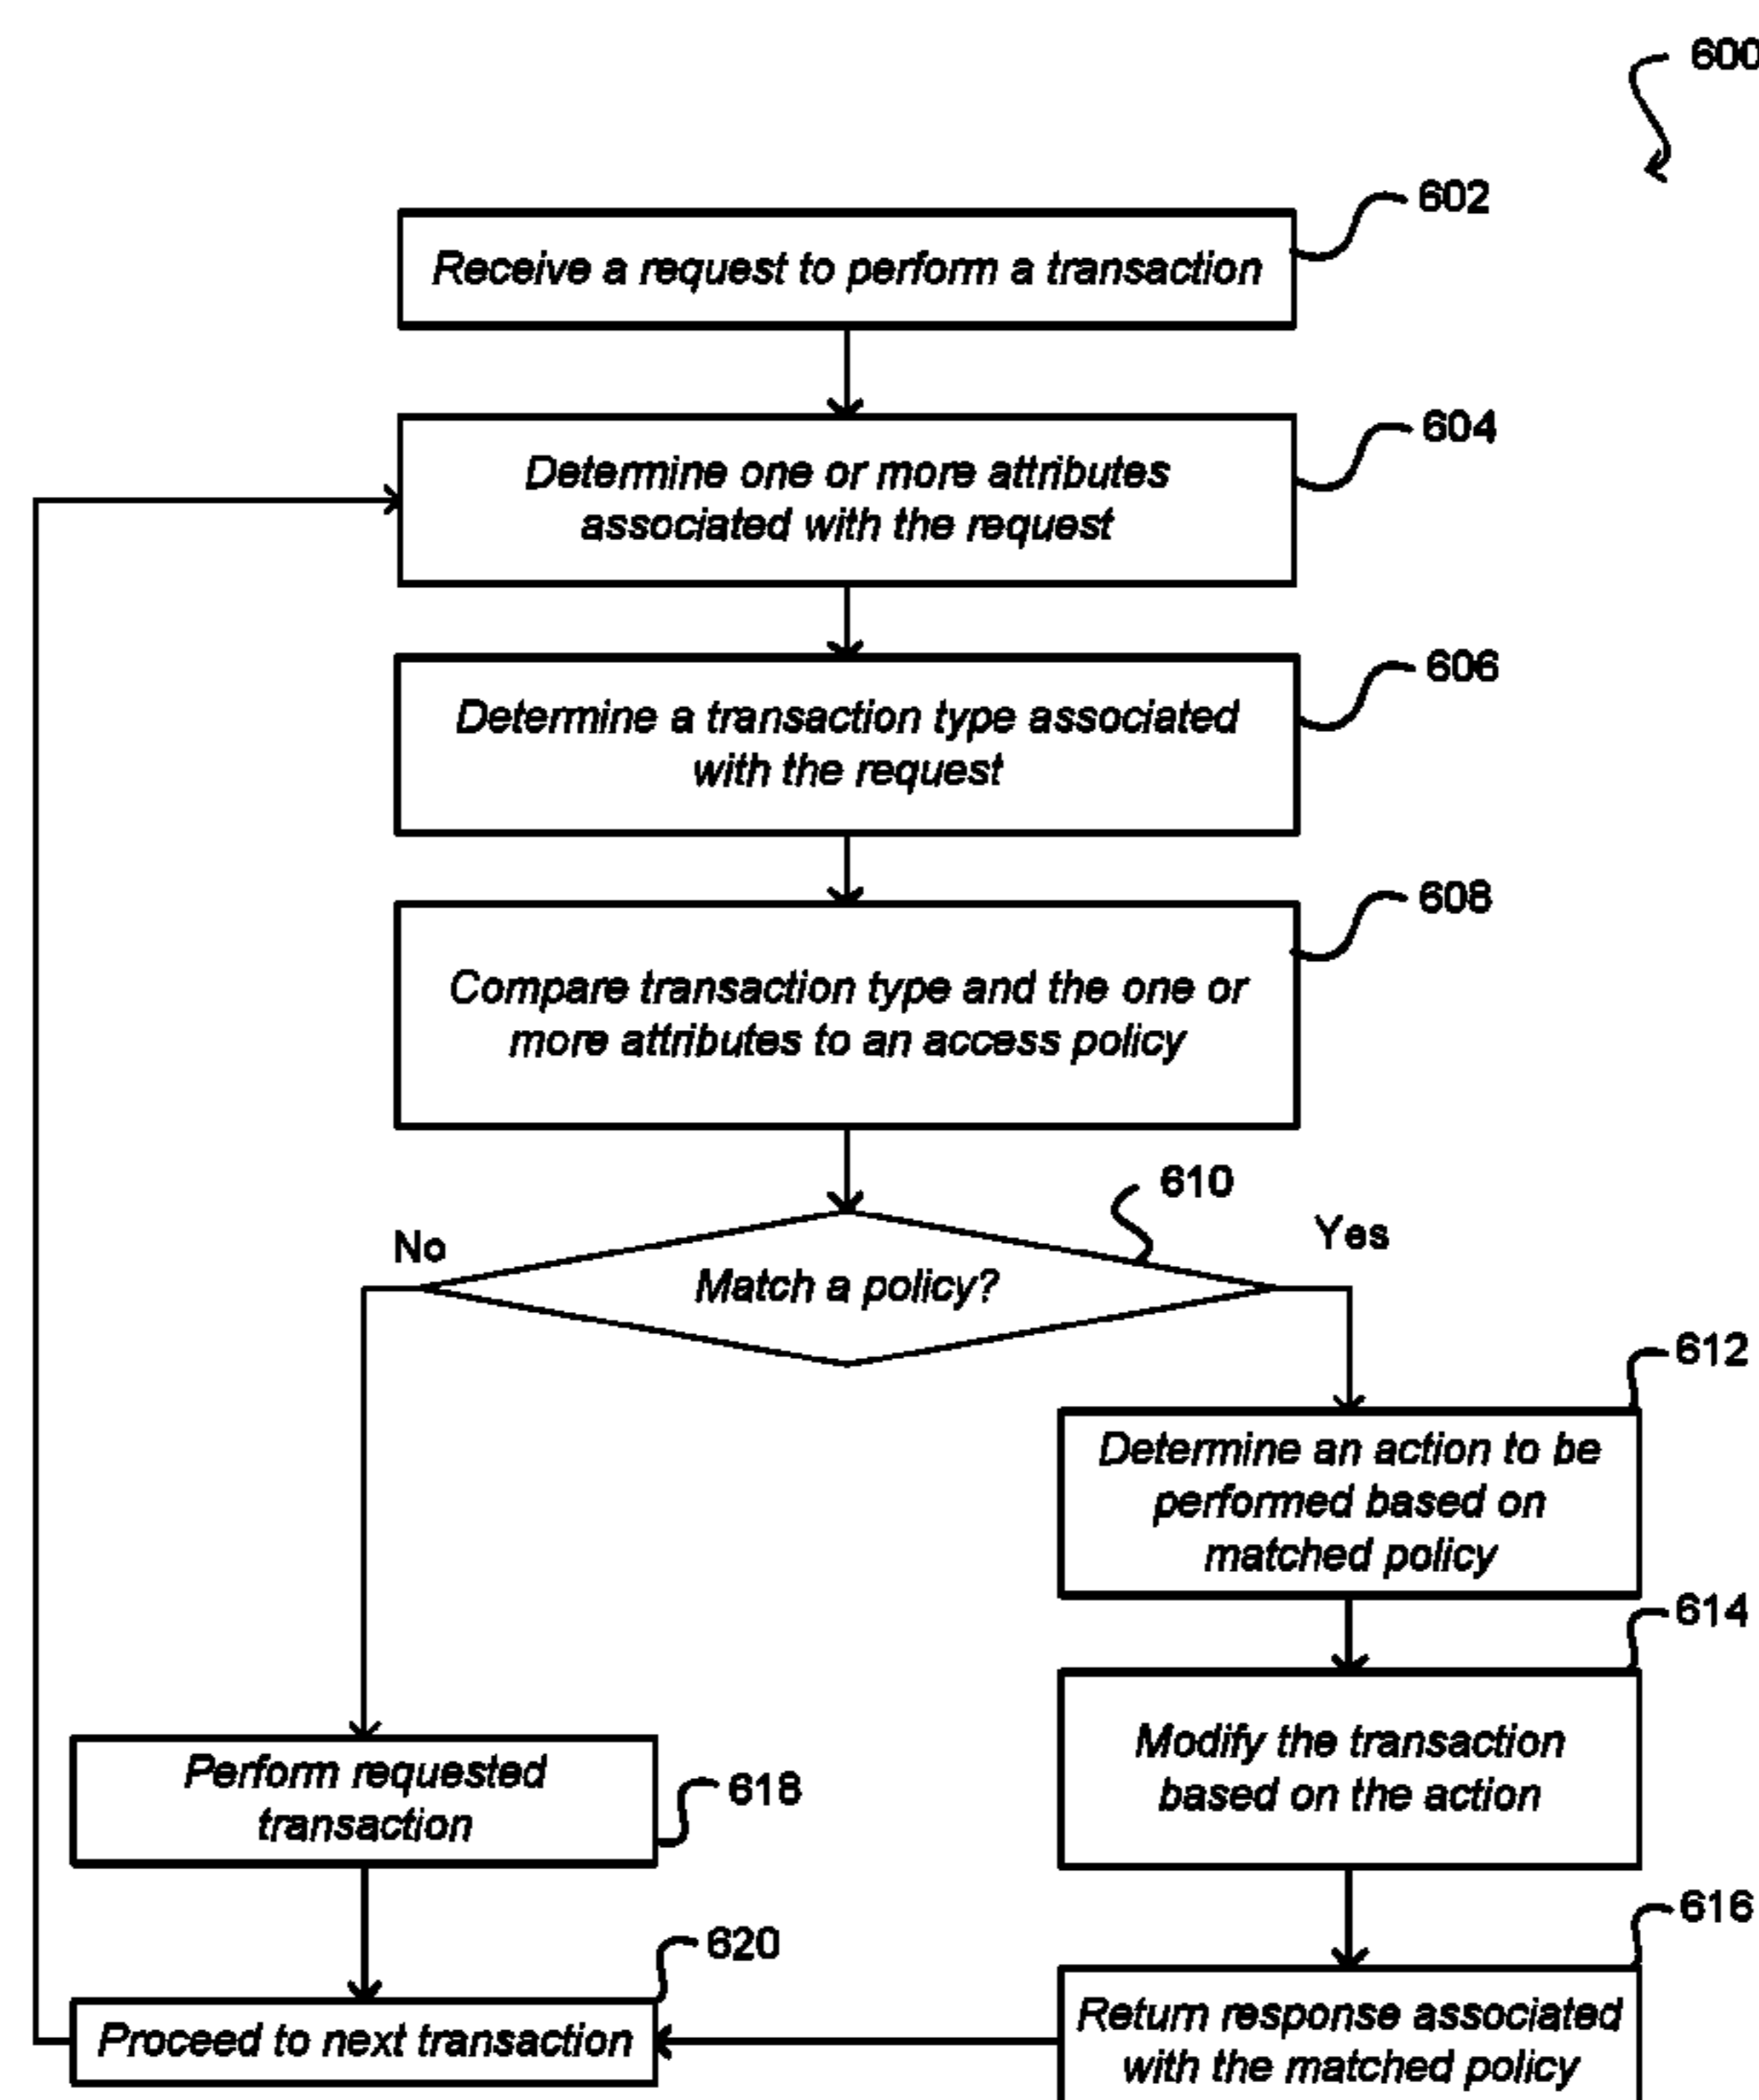 600
602
Receive a request to perform a transaction
604
Determine one or more attributes
associated with the request
606
Determine a transaction type associated
with the request
608
Compare transaction type and the one or
more attributes to an access policy
610
No
Yes
Match a policy?
612
Determine an action to be
performed based on
matched policy
614
Modify the transaction
based on the action
Perform requested
transaction
618
616
620
Return response associated
with the matched policy
Proceed to next transaction